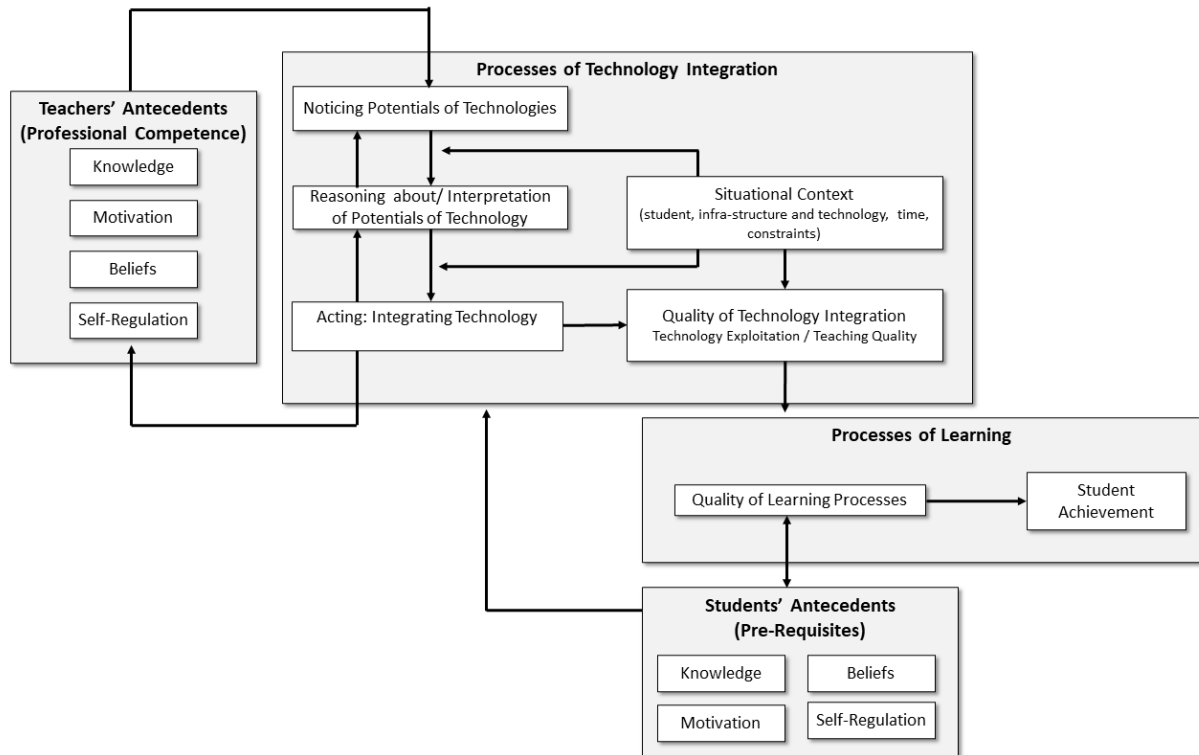 Processes of Technology Integration
Teachers' Antecedents
(Professional Competence)
Knowledge
Motivation
Beliefs
Self-Regulation
Noticing Potentials of Technologies
Reasoning about/ Interpretation
of Potentials of Technology
Acting: Integrating Technology
Situational Context
(student, infra-structure and technology, time,
constraints)
Quality of Technology Integration
Technology Exploitation / Teaching Quality
Processes of Learning
Quality of Learning Processes
Student
Achievement
Students' Antecedents
(Pre-Requisites)
Knowledge
Beliefs
Motivation
Self-Regulation